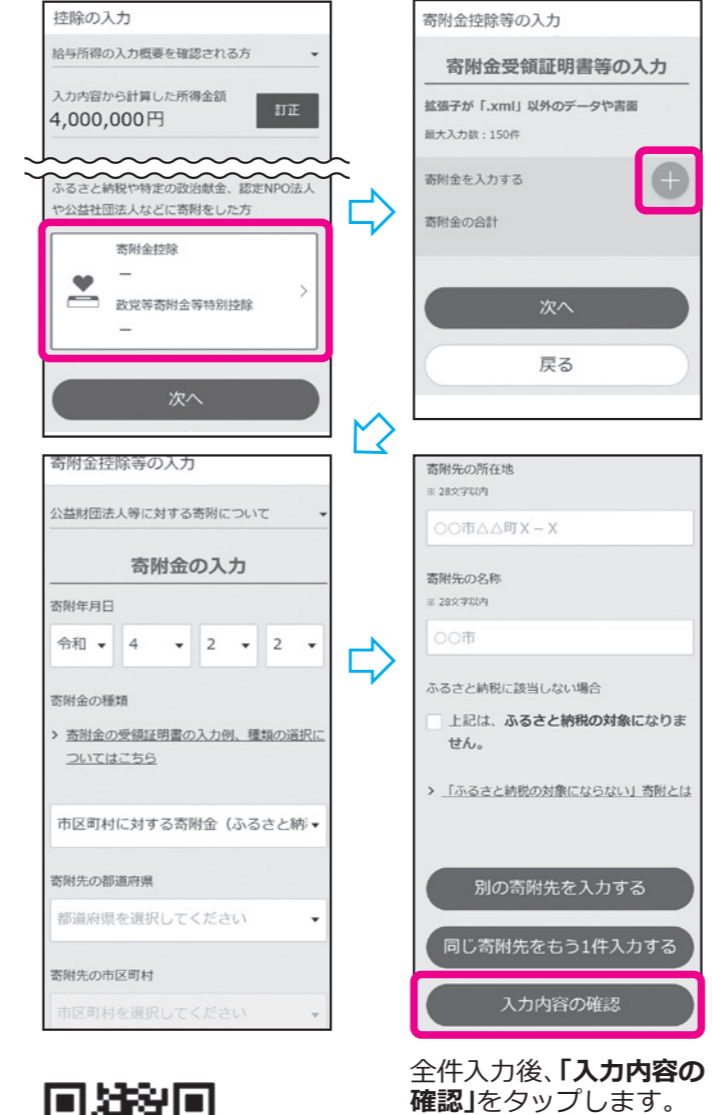 控除の入力
給与所得の入力概要を確認される方
入力内容から計算した所得金額
4,000,000円
訂正
ふるさと納税や特定の政治献金、認定NPO法人
や公益社団法人などに寄附をした方
寄附金控除
ー
政党等寄附金等特別控除
ー
次へ
寄附金控除等の入力
寄附金受領証明書等の入力
拡張子が「.xml」以外のデータや書面
最大入力数：150件
寄附金を入力する
寄附金の合計
次へ
戻る
寄附金控除等の入力
公益財団法人等に対する寄附について
寄附金の入力
寄附年月日
令和 4 2 2
寄附金の種類
寄附金の受領証明書の入力例、種類の選択に
ついてはこちら
市区町村に対する寄附金（ふるさと納
寄附先の都道府県
都道府県を選択してください
寄附先の市区町村
市区町村を選択してください
寄附先の所在地
※ 28文字以内
○○市△△町X－X
寄附先の名称
※ 28文字以内
○○市
ふるさと納税に該当しない場合
上記は、ふるさと納税の対象になりま
せん。
「ふるさと納税の対象にならない」寄附とは
別の寄附先を入力する
同じ寄附先をもう1件入力する
入力内容の確認
全件入力後、「入力内容の
確認」をタップします。